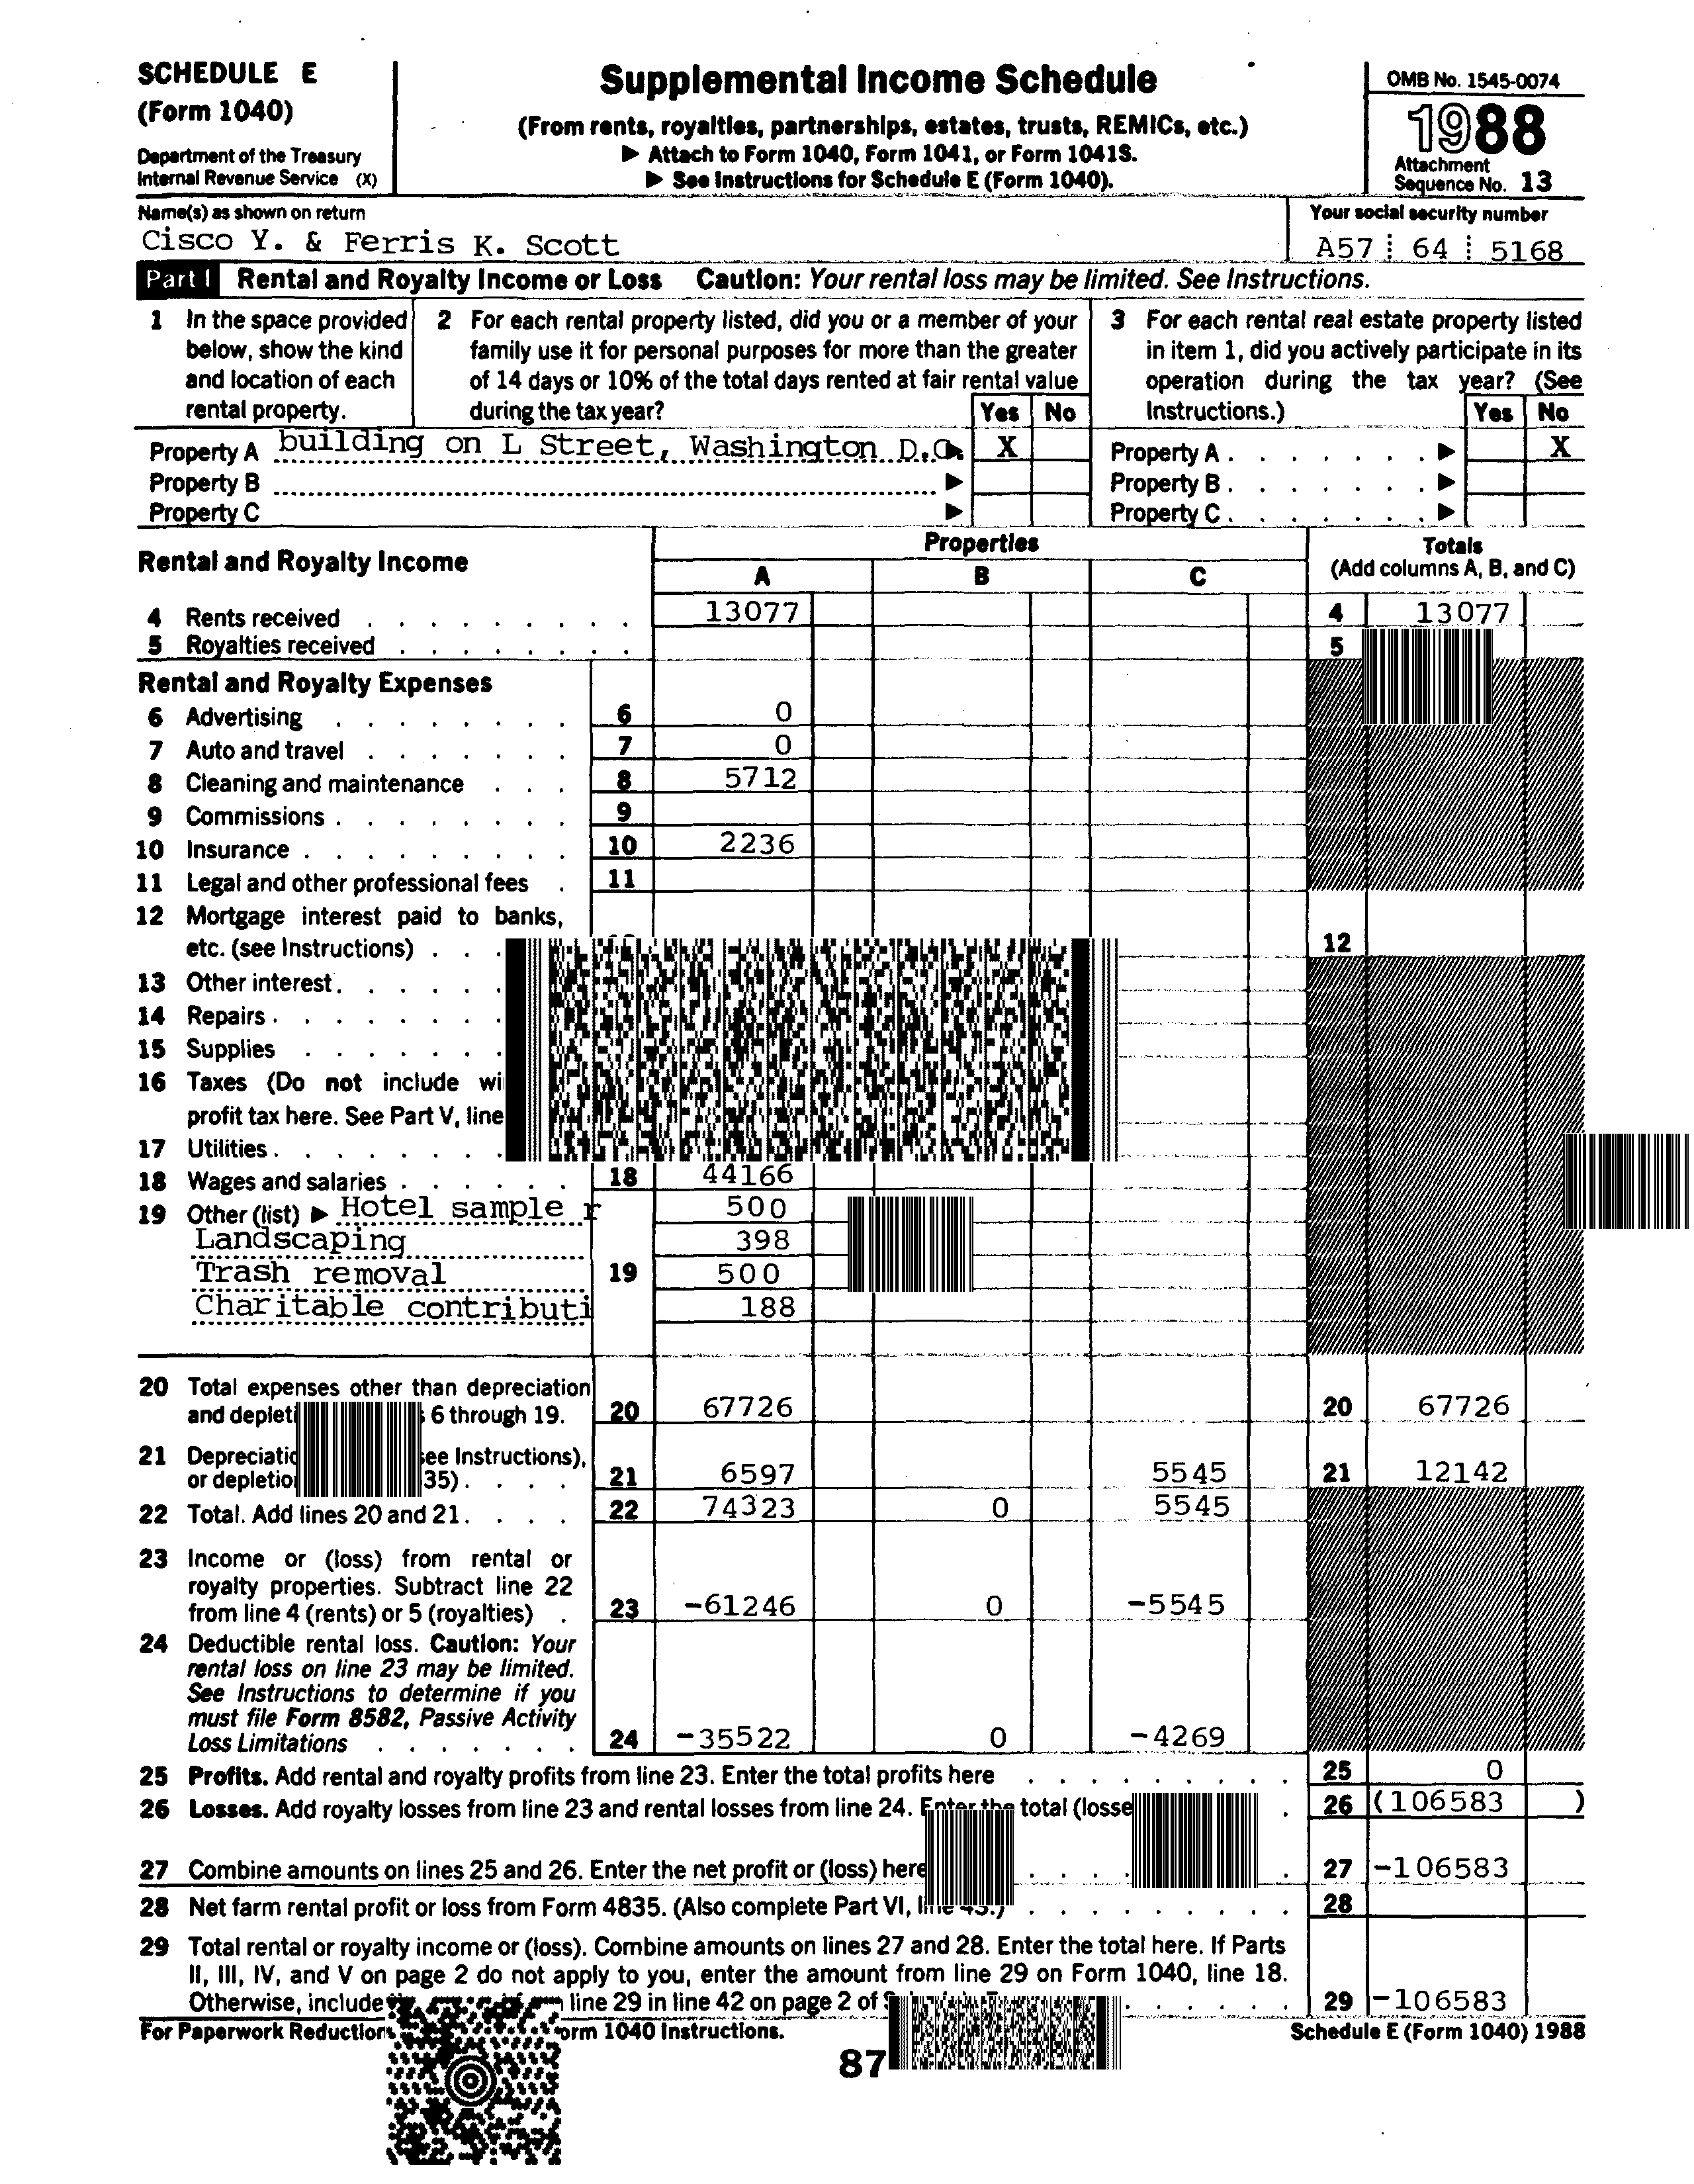 SCHEDULE E
(Form 1040)
Department of the Treasury
Internal Revenue Service (X)
Supplemental Income Schedule
(From rents, royalties, partnerships, estates, trusts, REMICs, etc.)
▶ Attach to Form 1040, Form 1041, or Form 1041S.
▶ See Instructions for Schedule E (Form 1040).
OMB No. 1545-0074
1988
Attachment
Sequence No. 13
Name(s) as shown on return
Cisco Y. & Ferris K. Scott
Your social security number
A57 64 5168
Part I Rental and Royalty Income or Loss Caution: Your rental loss may be limited. See Instructions.
1 In the space provided
below, show the kind
and location of each
rental property.
2 For each rental property listed, did you or a member of your
family use it for personal purposes for more than the greater
of 14 days or 10% of the total days rented at fair rental value
during the tax year? Yes No
3 For each rental real estate property listed
in item 1, did you actively participate in its
operation during the tax year? (See
Instructions.) Yes No
Property A building on L Street, Washington D.C ▶ X Property A ▶ X
Property B ▶ Property B ▶
Property C ▶ Property C ▶
Rental and Royalty Income
Properties
A B C
Totals
(Add columns A, B, and C)
4 Rents received 13077 4 13077
5 Royalties received 5
Rental and Royalty Expenses
6 Advertising 6 0
7 Auto and travel 7 0
8 Cleaning and maintenance 8 5712
9 Commissions 9
10 Insurance 10 2236
11 Legal and other professional fees 11
12 Mortgage interest paid to banks,
etc. (see Instructions) 12
13 Other interest
14 Repairs
15 Supplies
16 Taxes (Do not include
profit tax here. See Part V, line
17 Utilities
18 Wages and salaries 18 44166
19 Other (list) ▶ Hotel sample r 500
Landscaping 398
Trash removal 19 500
Charitable contributi 188
20 Total expenses other than depreciation
and 6 through 19. 20 67726 20 67726
21 Instructions),
or 35) 21 6597 5545 21 12142
22 Total. Add lines 20 and 21 22 74323 0 5545
23 Income or (loss) from rental or
royalty properties. Subtract line 22
from line 4 (rents) or 5 (royalties) 23 -61246 0 -5545
24 Deductible rental loss. Caution: Your
rental loss on line 23 may be limited.
See Instructions to determine if you
must file Form 8582, Passive Activity
Loss Limitations 24 -35522 0 -4269
25 Profits. Add rental and royalty profits from line 23. Enter the total profits here 25 0
26 Losses. Add royalty losses from line 23 and rental losses from line 24. Enter the total 26 (106583 )
27 Combine amounts on lines 25 and 26. Enter the net profit or (loss) here 27 -106583
28 Net farm rental profit or loss from Form 4835. (Also complete Part VI, 28
29 Total rental or royalty income or (loss). Combine amounts on lines 27 and 28. Enter the total here. If Parts
II, III, IV, and V on page 2 do not apply to you, enter the amount from line 29 on Form 1040, line 18.
Otherwise, include line 29 in line 42 on page 2 of 29 -106583
For Paperwork 1040 Instructions. Schedule E (Form 1040) 1988
87